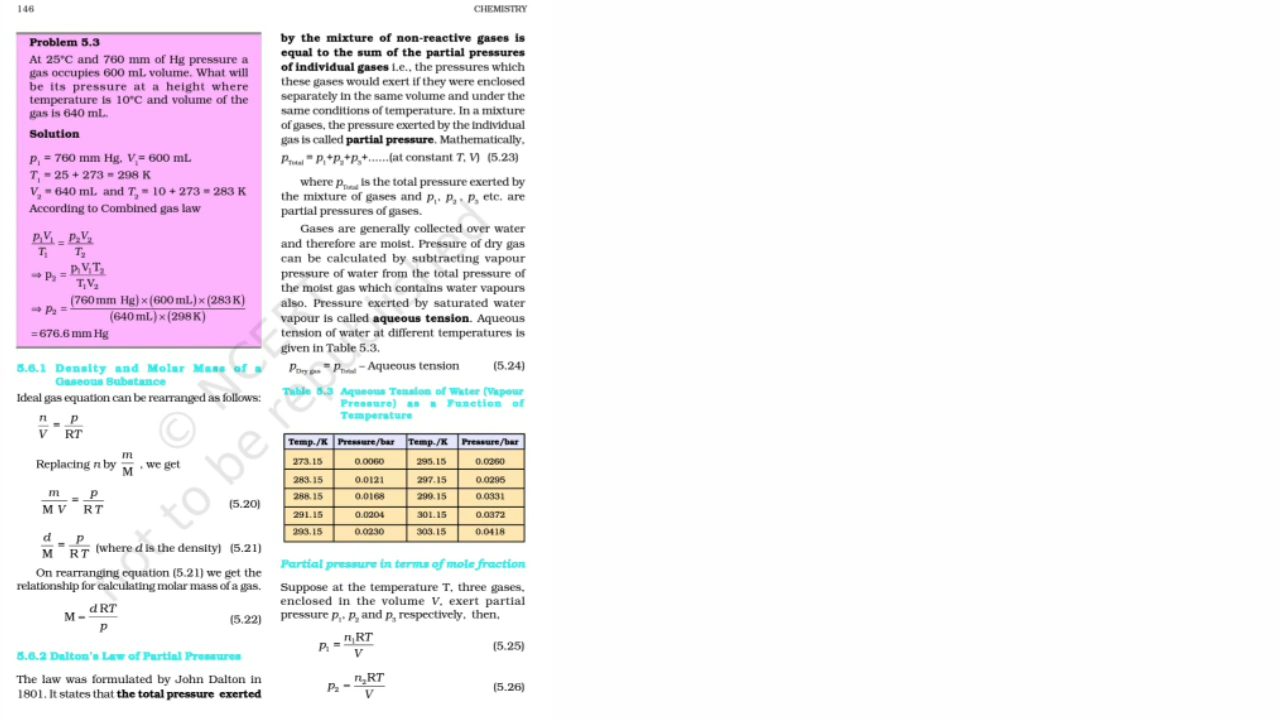 146
CHEMISTRY
Problem 5.3
At 25°C and 760 mm of Hg pressure a
gas occupies 600 mL volume. What will
be its pressure at a height where
temperature is 10°C and volume of the
gas is 640 mL.
Solution
p₁ = 760 mm Hg, V₁= 600 mL
T₁ = 25 + 273 = 298 K
V₂ = 640 mL and T₂ = 10 + 273 = 283 K
According to Combined gas law
p₁V₁/T₁ = p₂V₂/T₂
⇒ p₂ = p₁V₁T₂/T₁V₂
⇒ p₂ = (760 mm Hg)×(600 mL)×(283 K)/(640 mL)×(298 K)
= 676.6 mm Hg
5.6.1 Density and Molar Mass of a
Gaseous Substance
Ideal gas equation can be rearranged as follows:
n/V = p/RT
Replacing n by m/M , we get
m/M V = p/R T (5.20)
d/M = p/R T (where d is the density) (5.21)
On rearranging equation (5.21) we get the
relationship for calculating molar mass of a gas.
M = d RT/p (5.22)
5.6.2 Dalton's Law of Partial Pressures
The law was formulated by John Dalton in
1801. It states that the total pressure exerted
by the mixture of non-reactive gases is
equal to the sum of the partial pressures
of individual gases i.e., the pressures which
these gases would exert if they were enclosed
separately in the same volume and under the
same conditions of temperature. In a mixture
of gases, the pressure exerted by the individual
gas is called partial pressure. Mathematically,
p Total = p₁+p₂+p₃+......(at constant T, V) (5.23)
where p Total is the total pressure exerted by
the mixture of gases and p₁, p₂ , p₃ etc. are
partial pressures of gases.
Gases are generally collected over water
and therefore are moist. Pressure of dry gas
can be calculated by subtracting vapour
pressure of water from the total pressure of
the moist gas which contains water vapours
also. Pressure exerted by saturated water
vapour is called aqueous tension. Aqueous
tension of water at different temperatures is
given in Table 5.3.
p Dry gas = p Total – Aqueous tension (5.24)
Table 5.3 Aqueous Tension of Water (Vapour
Pressure) as a Function of
Temperature
Temp./K Pressure/bar Temp./K Pressure/bar
273.15 0.0060 295.15 0.0260
283.15 0.0121 297.15 0.0295
288.15 0.0168 299.15 0.0331
291.15 0.0204 301.15 0.0372
293.15 0.0230 303.15 0.0418
Partial pressure in terms of mole fraction
Suppose at the temperature T, three gases,
enclosed in the volume V, exert partial
pressure p₁, p₂ and p₃ respectively, then,
p₁ = n₁RT/V (5.25)
p₂ = n₂RT/V (5.26)
© NCERT
not to be republished